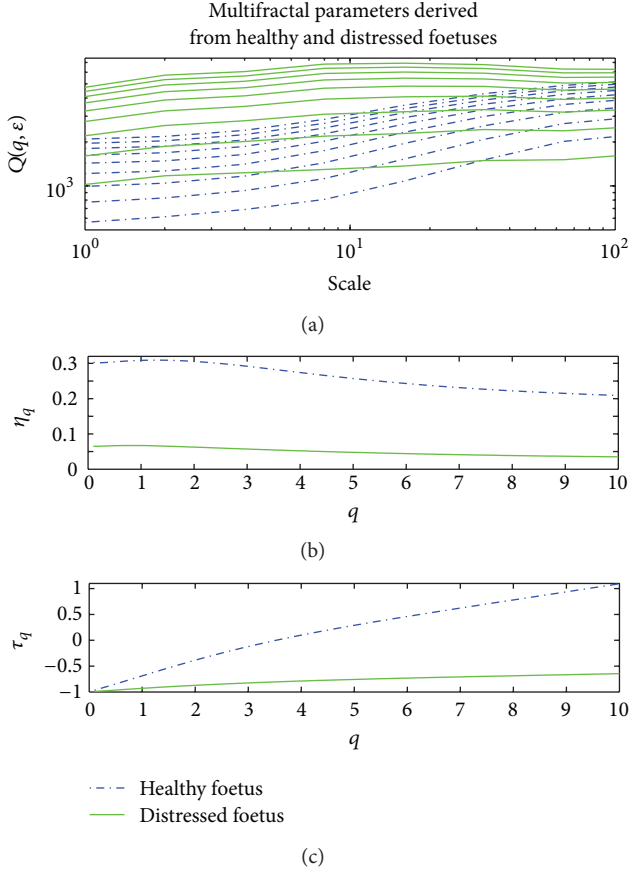 Multifractal parameters derived
from healthy and distressed foetuses
Q(q, ε)
10³
10⁰ 10¹ 10²
Scale
(a)
η_q
0.3
0.2
0.1
0
0 1 2 3 4 5 6 7 8 9 10
q
(b)
τ_q
1
0.5
0
−0.5
−1
0 1 2 3 4 5 6 7 8 9 10
q
Healthy foetus
Distressed foetus
(c)